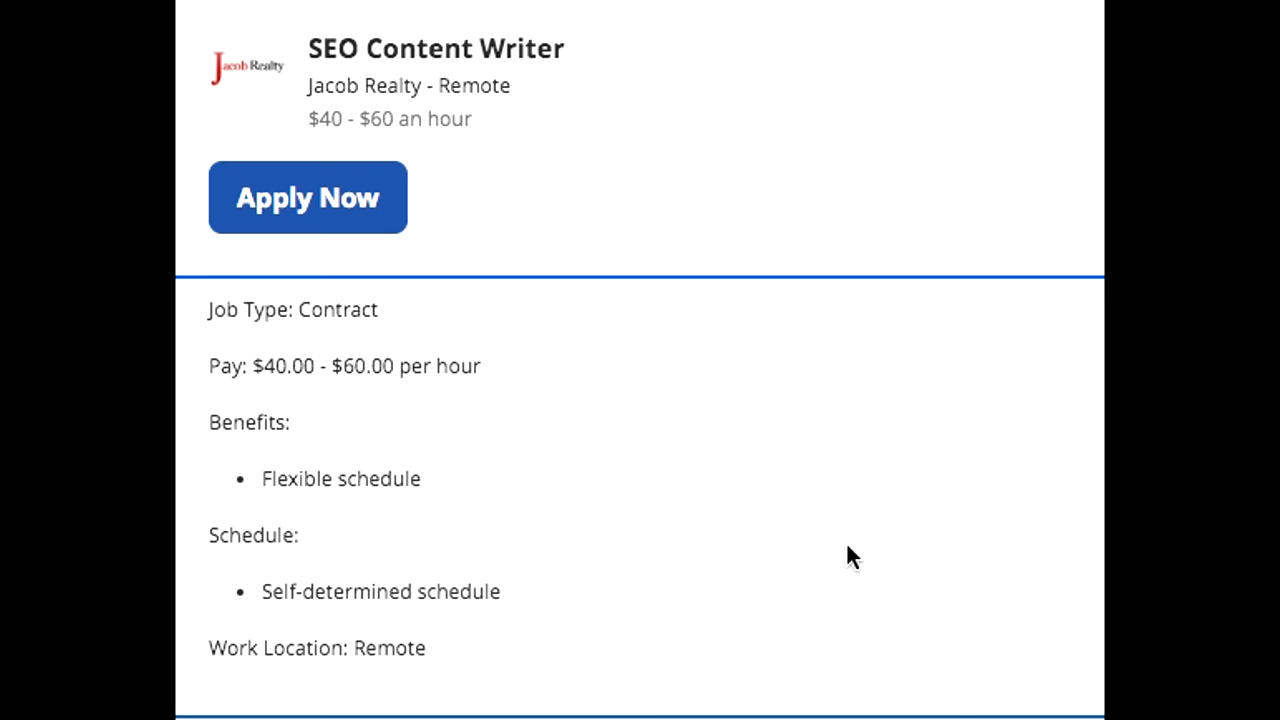 Jacob Realty
SEO Content Writer
Jacob Realty - Remote
$40 - $60 an hour
Apply Now
Job Type: Contract
Pay: $40.00 - $60.00 per hour
Benefits:
• Flexible schedule
Schedule:
• Self-determined schedule
Work Location: Remote